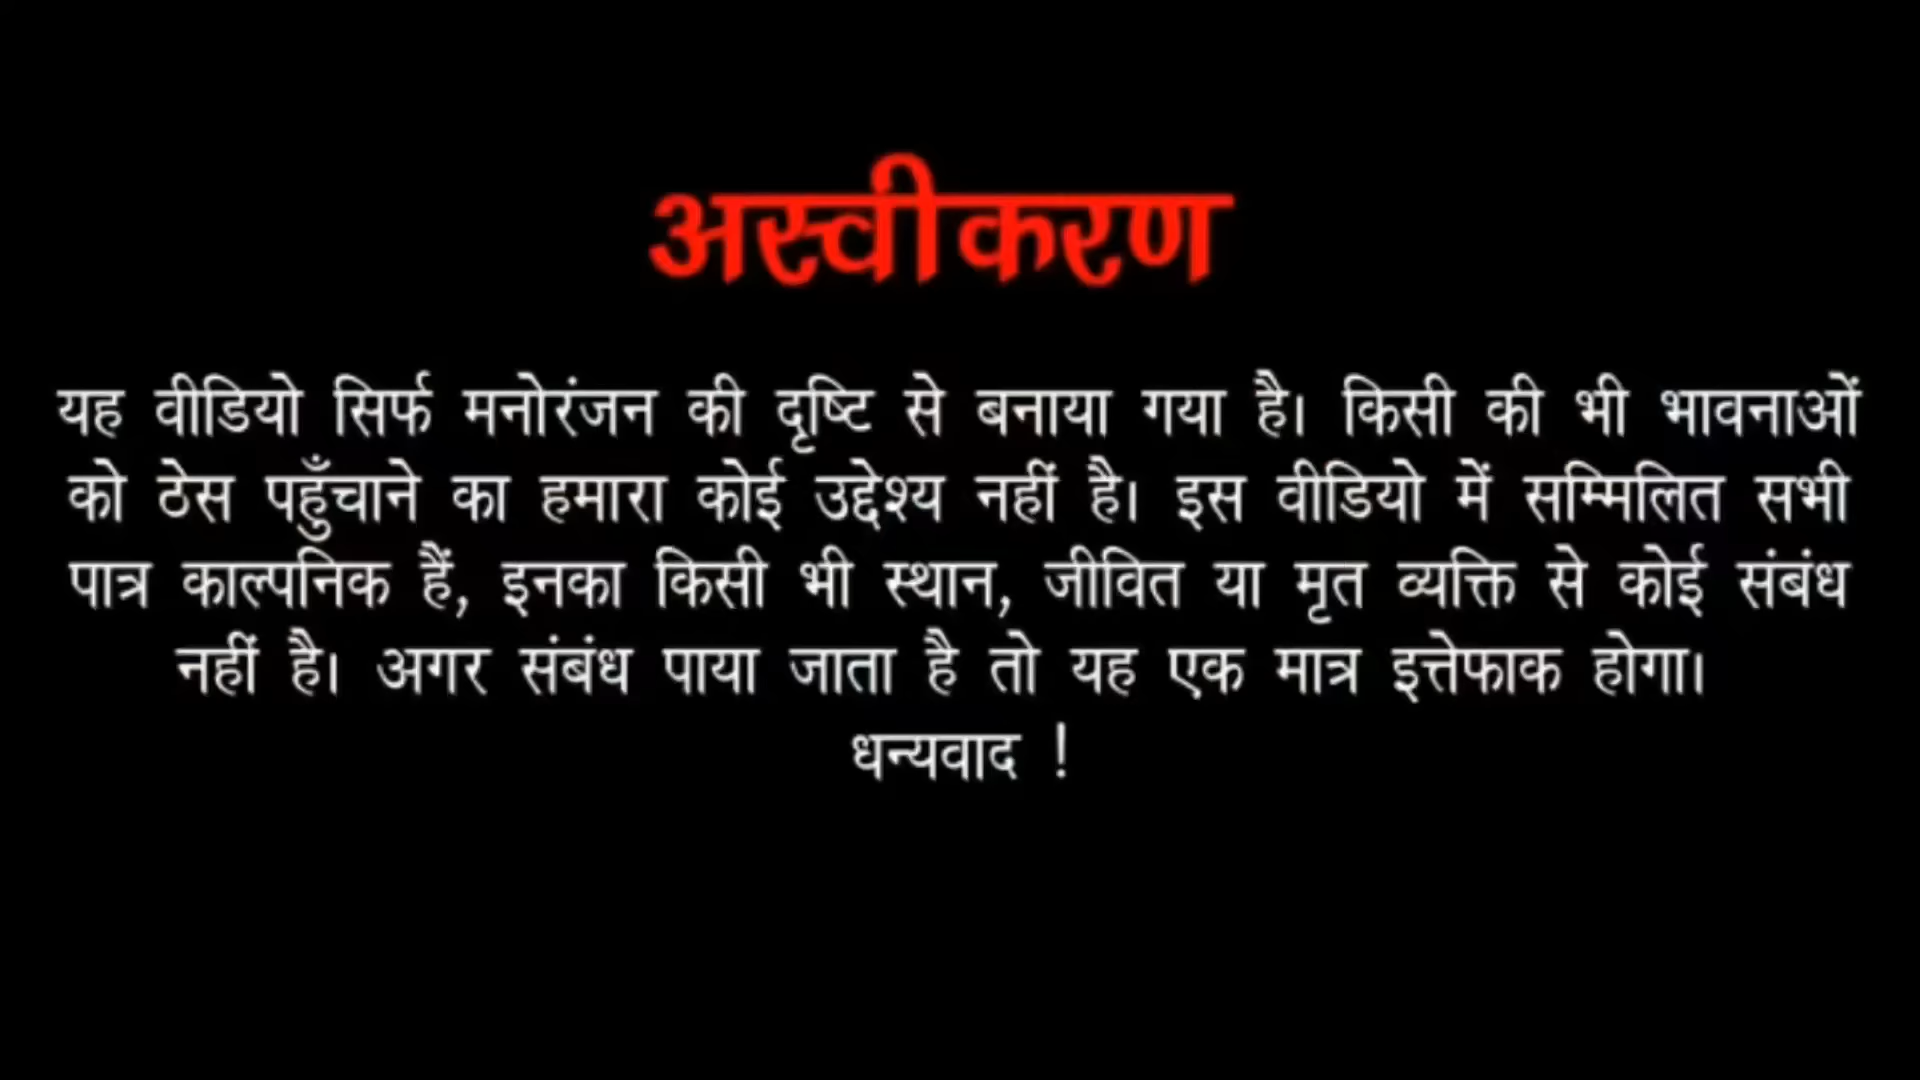 अस्वीकरण
यह वीडियो सिर्फ मनोरंजन की दृष्टि से बनाया गया है। किसी की भी भावनाओं
को ठेस पहुँचाने का हमारा कोई उद्देश्य नहीं है। इस वीडियो में सम्मिलित सभी
पात्र काल्पनिक हैं, इनका किसी भी स्थान, जीवित या मृत व्यक्ति से कोई संबंध
नहीं है। अगर संबंध पाया जाता है तो यह एक मात्र इत्तेफाक होगा।
धन्यवाद !